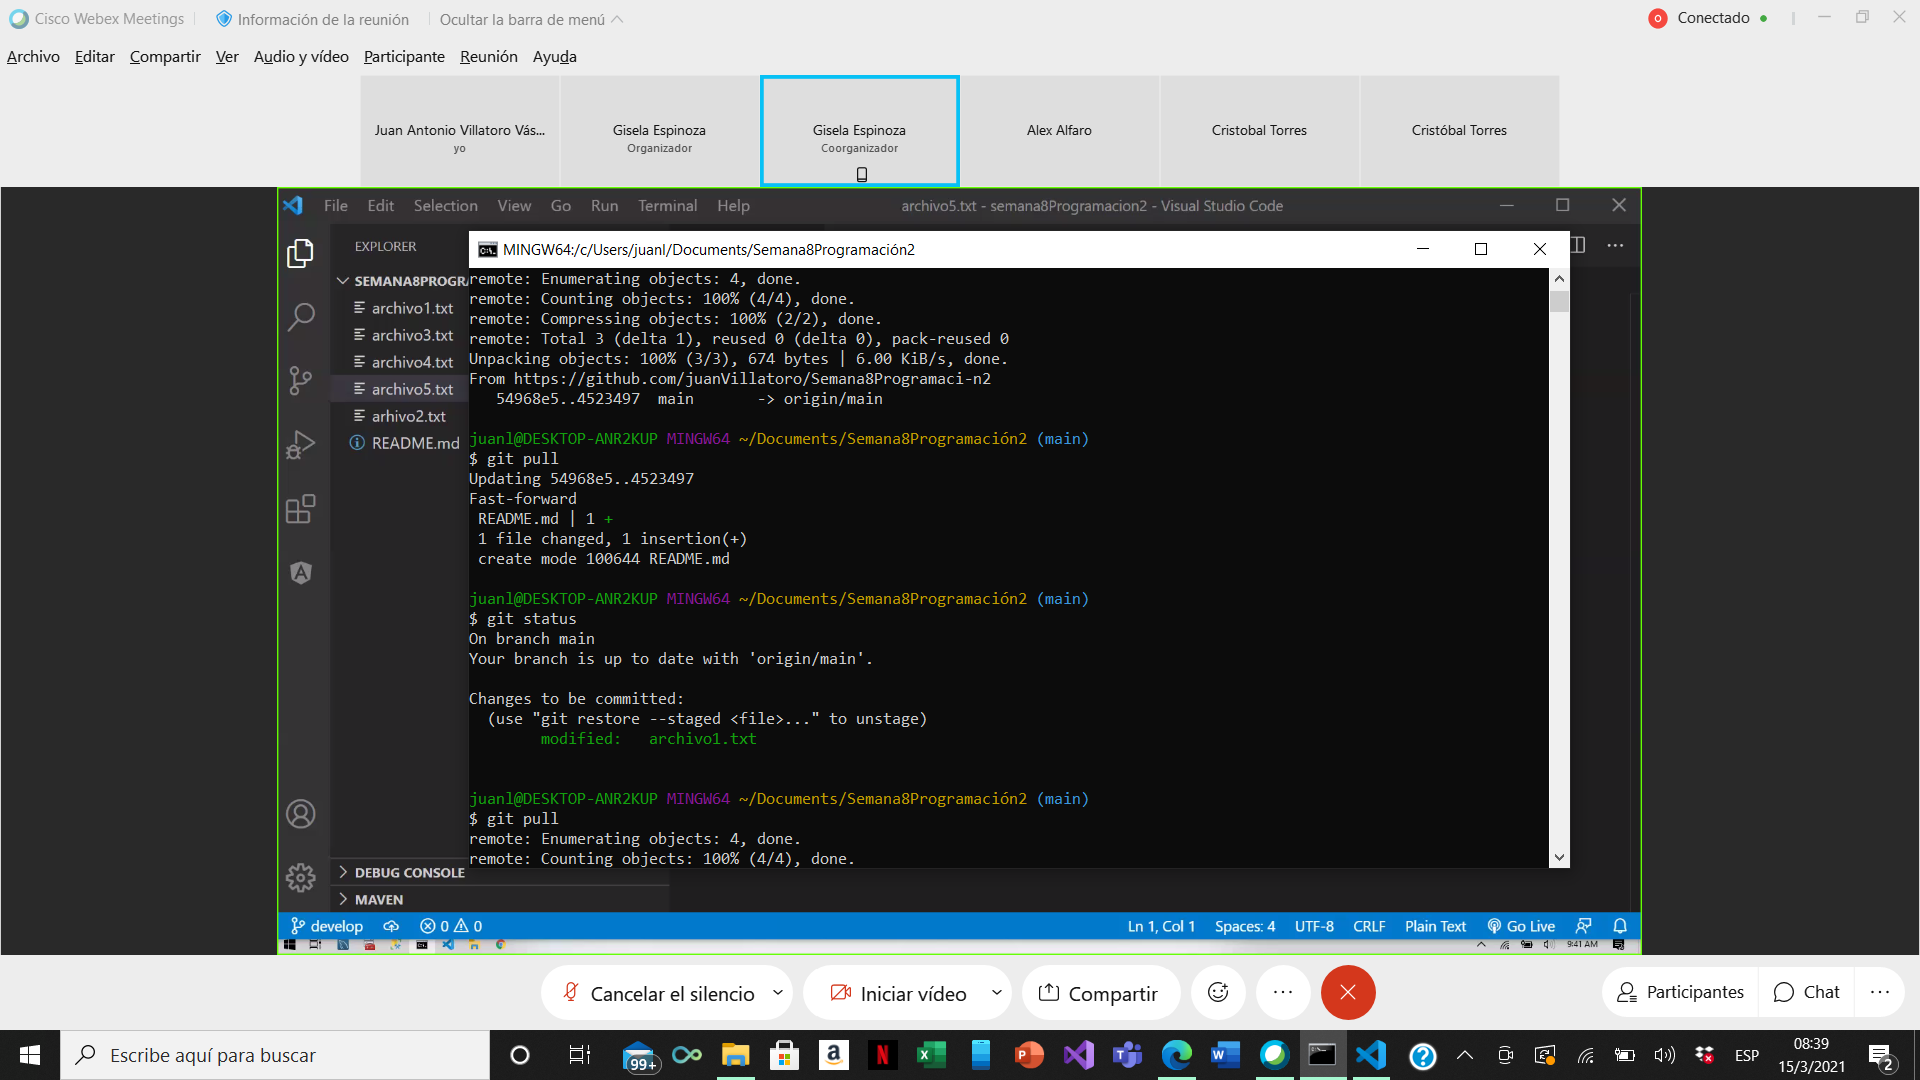 Cisco Webex Meetings
Información de la reunión
Ocultar la barra de menú
Conectado
Archivo Editar Compartir Ver Audio y vídeo Participante Reunión Ayuda
Juan Antonio Villatoro Vás...
yo
Gisela Espinoza
Organizador
Gisela Espinoza
Coorganizador
Alex Alfaro
Cristobal Torres
Cristóbal Torres
File Edit Selection View Go Run Terminal Help
archivo5.txt - semana8Programacion2 - Visual Studio Code
EXPLORER
SEMANA8PROGRA
archivo1.txt
archivo3.txt
archivo4.txt
archivo5.txt
arhivo2.txt
README.md
MINGW64:/c/Users/juanl/Documents/Semana8Programación2
remote: Enumerating objects: 4, done.
remote: Counting objects: 100% (4/4), done.
remote: Compressing objects: 100% (2/2), done.
remote: Total 3 (delta 1), reused 0 (delta 0), pack-reused 0
Unpacking objects: 100% (3/3), 674 bytes | 6.00 KiB/s, done.
From https://github.com/juanVillatoro/Semana8Programaci-n2
54968e5..4523497 main -> origin/main
juanl@DESKTOP-ANR2KUP MINGW64 ~/Documents/Semana8Programación2 (main)
$ git pull
Updating 54968e5..4523497
Fast-forward
README.md | 1 +
1 file changed, 1 insertion(+)
create mode 100644 README.md
juanl@DESKTOP-ANR2KUP MINGW64 ~/Documents/Semana8Programación2 (main)
$ git status
On branch main
Your branch is up to date with 'origin/main'.
Changes to be committed:
(use "git restore --staged <file>..." to unstage)
modified: archivo1.txt
juanl@DESKTOP-ANR2KUP MINGW64 ~/Documents/Semana8Programación2 (main)
$ git pull
remote: Enumerating objects: 4, done.
remote: Counting objects: 100% (4/4), done.
DEBUG CONSOLE
MAVEN
develop 0 0
Ln 1, Col 1 Spaces: 4 UTF-8 CRLF Plain Text Go Live
9:41 AM
Cancelar el silencio
Iniciar vídeo
Compartir
Participantes
Chat
Escribe aquí para buscar
99+
ESP
08:39
15/3/2021
2